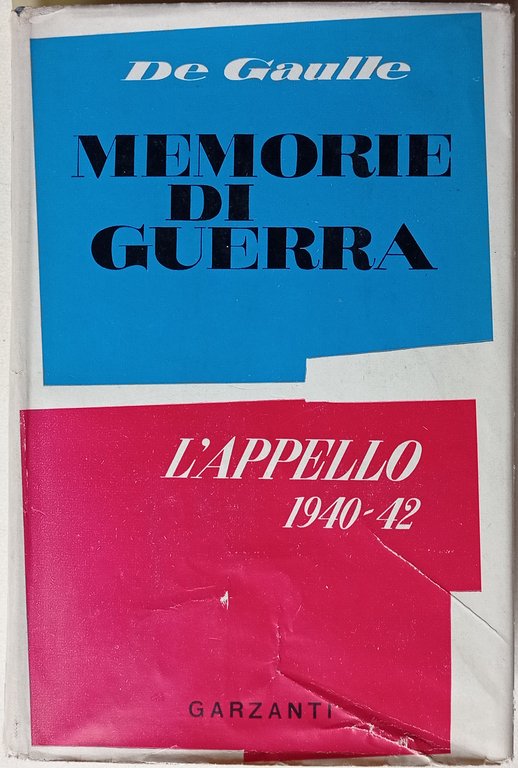 De Gaulle
MEMORIE
DI
GUERRA
L'APPELLO
1940-42
GARZANTI